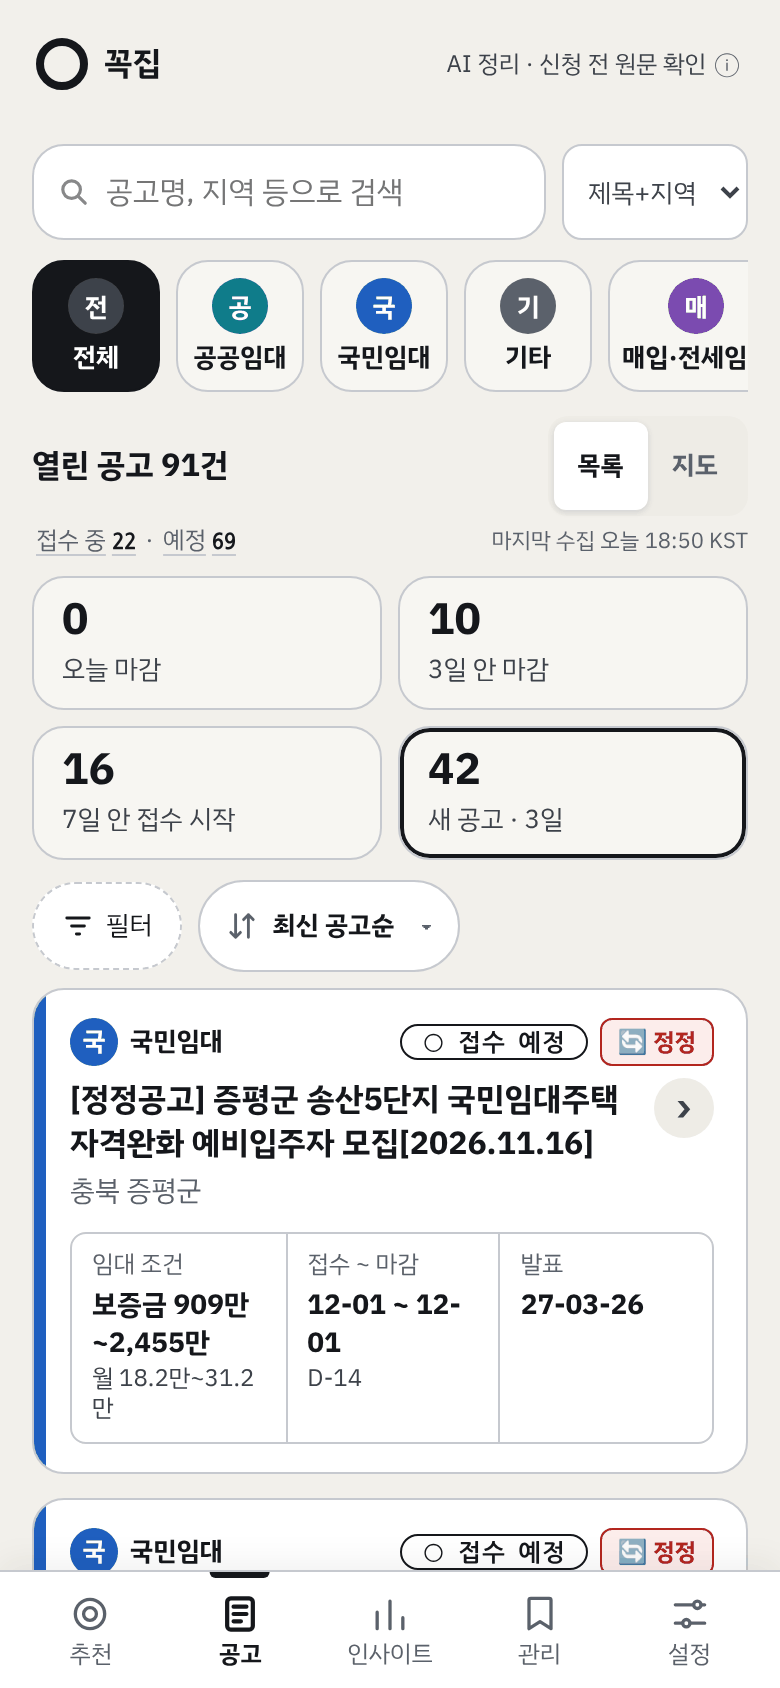 꼭집
AI 정리 · 신청 전 원문 확인 ⓘ
공고명, 지역 등으로 검색
제목+지역
전
전체
공
공공임대
국
국민임대
기
기타
매
매입·전세임
열린 공고 91건
목록
지도
접수 중 22 · 예정 69
마지막 수집 오늘 18:50 KST
0
오늘 마감
10
3일 안 마감
16
7일 안 접수 시작
42
새 공고 · 3일
필터
최신 공고순
국 국민임대
○ 접수 예정
🔄 정정
[정정공고] 증평군 송산5단지 국민임대주택
자격완화 예비입주자 모집[2026.11.16]
충북 증평군
임대 조건
보증금 909만
~2,455만
월 18.2만~31.2
만
접수 ~ 마감
12-01 ~ 12-
01
D-14
발표
27-03-26
국 국민임대
○ 접수 예정
🔄 정정
추천
공고
인사이트
관리
설정